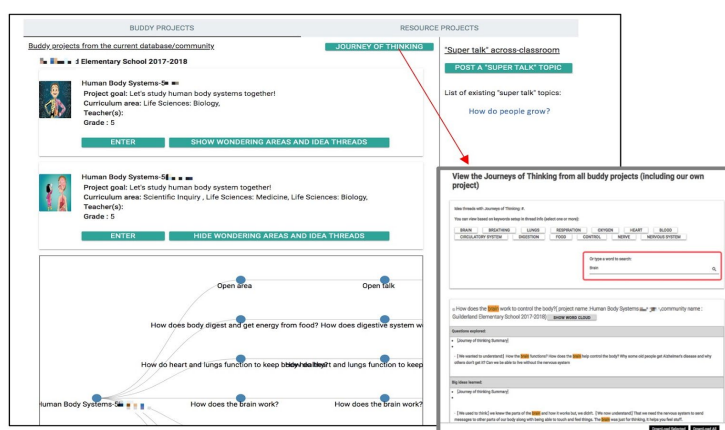 BUDDY PROJECTS
RESOURCE PROJECTS
Buddy projects from the current database/community
JOURNEY OF THINKING
Elementary School 2017-2018
Human Body Systems-5
Project goal: Let's study human body systems together!
Curriculum area: Life Sciences: Biology,
Teacher(s):
Grade : 5
ENTER
SHOW WONDERING AREAS AND IDEA THREADS
Human Body Systems-5
Project goal: Let's study human body system together!
Curriculum area: Scientific Inquiry , Life Sciences: Medicine, Life Sciences: Biology,
Teacher(s):
Grade : 5
ENTER
HIDE WONDERING AREAS AND IDEA THREADS
Open area
Open talk
How does body digest and get energy from food?
How does digestive system w
How do heart and lungs function to keep
heart and lungs function to keep
Human Body Systems-5
How does the brain work?
How does the brain work?
"Super talk" across-classroom
POST A "SUPER TALK" TOPIC
List of existing "super talk" topics:
How do people grow?
View the Journeys of Thinking from all buddy projects (including our own
project)
Idea threads with Journeys of Thinking:
You can view based on keywords setup in thread info (select one or more):
BRAIN
BREATHING
LUNGS
RESPIRATION
OXYGEN
HEART
BLOOD
CIRCULATORY SYSTEM
DIGESTION
FOOD
CONTROL
NERVE
NERVOUS SYSTEM
Or type a word to search:
Brain
How does the brain work to control the body?[ project name :Human Body Systems
community name :
Guilderland Elementary School 2017-2018]
SHOW WORD CLOUD
Questions explored:
[Journey of thinking Summary]
- [We wanted to understand]: How the brain functions? How does the brain help control the body? Why some old people get Alzheimer's disease and why
others don't get it? Can we be able to live without the nervous system
Big ideas learned:
[Journey of thinking Summary]
- [We used to think] we knew the parts of the brain and how it works but, we didn't. [We now understand] That we need the nervous system to send
messages to other parts of our body along with being able to touch and feel things. The brain was just for thinking, it helps you feel stuff.
Download Selected
Download All